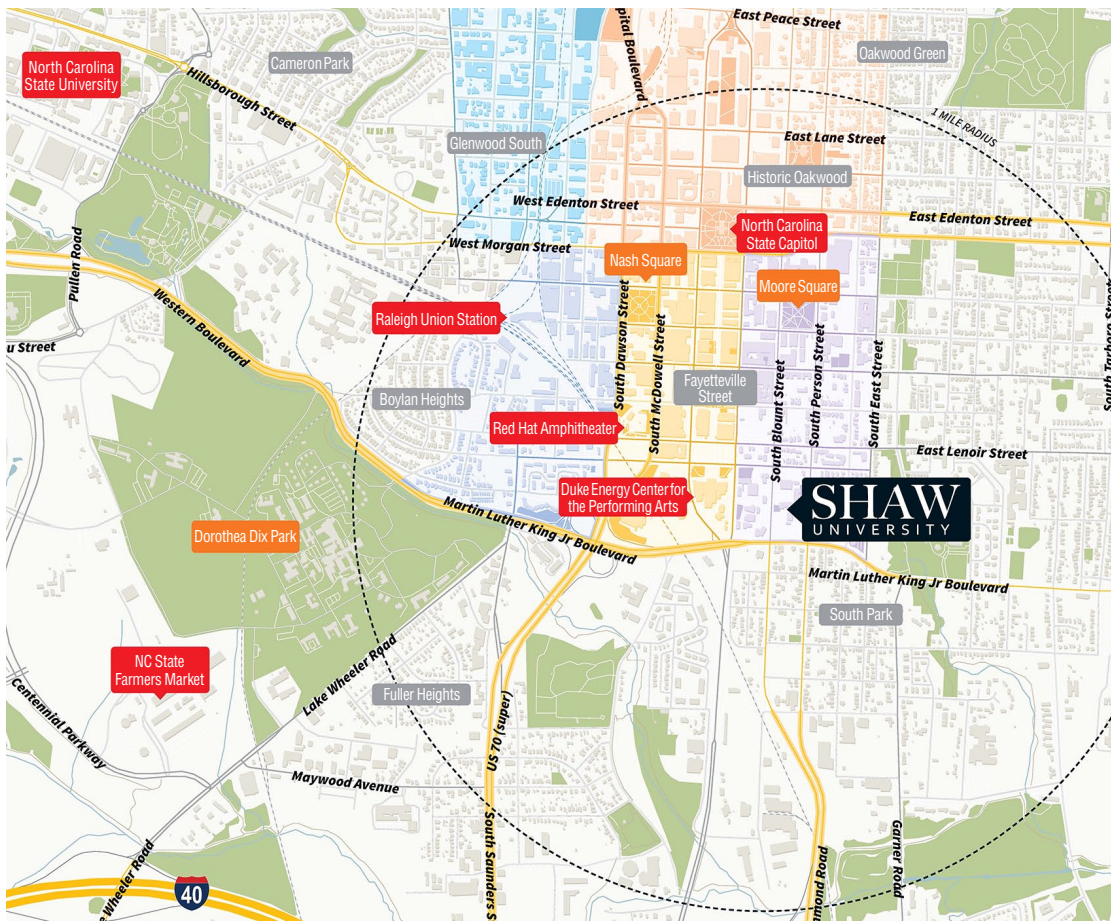 East Peace Street
Capital Boulevard
Oakwood Green
North Carolina
State University
Cameron Park
Hillsborough Street
1 MILE RADIUS
East Lane Street
Glenwood South
Historic Oakwood
West Edenton Street
East Edenton Street
North Carolina
State Capitol
West Morgan Street
Pullen Road
Nash Square
Moore Square
Western Boulevard
Raleigh Union Station
South Dawson Street
South McDowell Street
South Person Street
South East Street
South Blount Street
u Street
Fayetteville
Street
Boylan Heights
Red Hat Amphitheater
East Lenoir Street
Duke Energy Center for
the Performing Arts
SHAW
UNIVERSITY
Martin Luther King Jr Boulevard
Dorothea Dix Park
Martin Luther King Jr Boulevard
South Park
NC State
Farmers Market
Lake Wheeler Road
Fuller Heights
Centennial Parkway
US 70 (super)
Maywood Avenue
South Saunders S
Garner Road
e Wheeler Road
amond Road
40